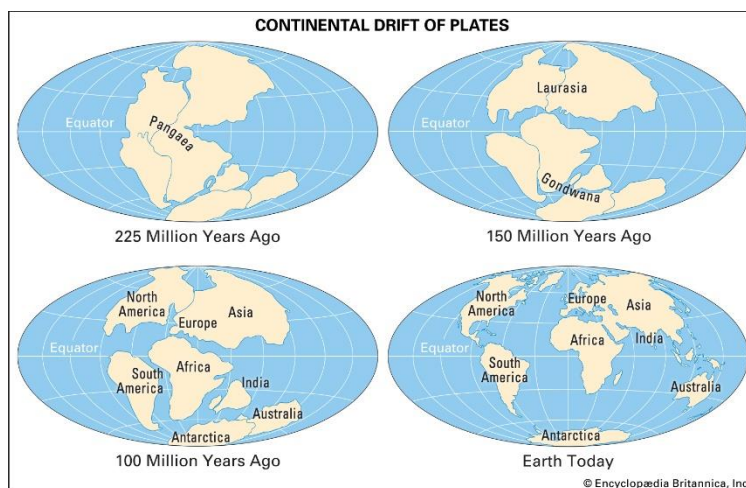 CONTINENTAL DRIFT OF PLATES
Equator
Pangaea
225 Million Years Ago
Laurasia
Equator
Gondwana
150 Million Years Ago
North
America
Asia
Europe
Equator
Africa
South
America
India
Australia
Antarctica
100 Million Years Ago
North
America
Europe
Asia
Equator
Africa
India
South
America
Australia
Antarctica
Earth Today
© Encyclopædia Britannica, Inc